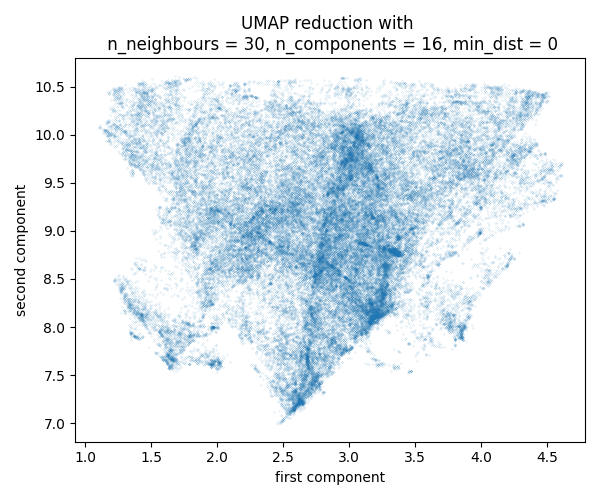 UMAP reduction with
n_neighbours = 30, n_components = 16, min_dist = 0
10.5
10.0
9.5
9.0
8.5
8.0
7.5
7.0
second component
1.0 1.5 2.0 2.5 3.0 3.5 4.0 4.5
first component